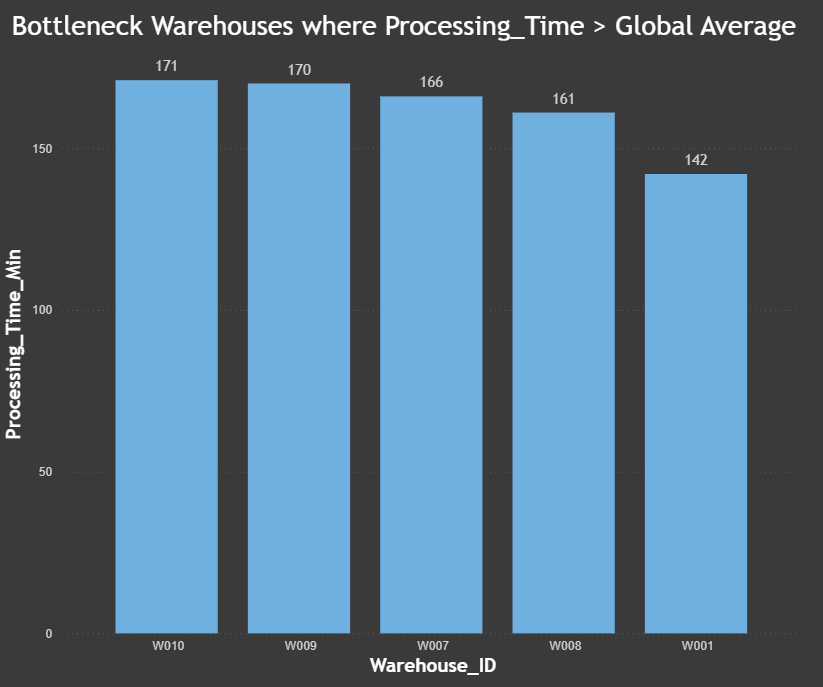 Bottleneck Warehouses where Processing_Time > Global Average
171
170
166
161
142
150
100
50
0
Processing_Time_Min
W010
W009
W007
W008
W001
Warehouse_ID